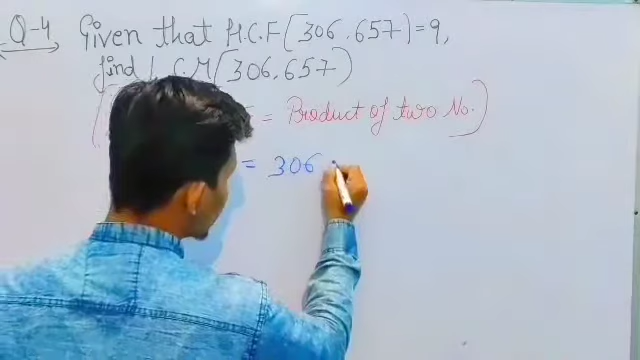 Q-4 Given that H.C.F(306,657)=9,
find L.C.M(306,657)
= Product of two No.)
= 306